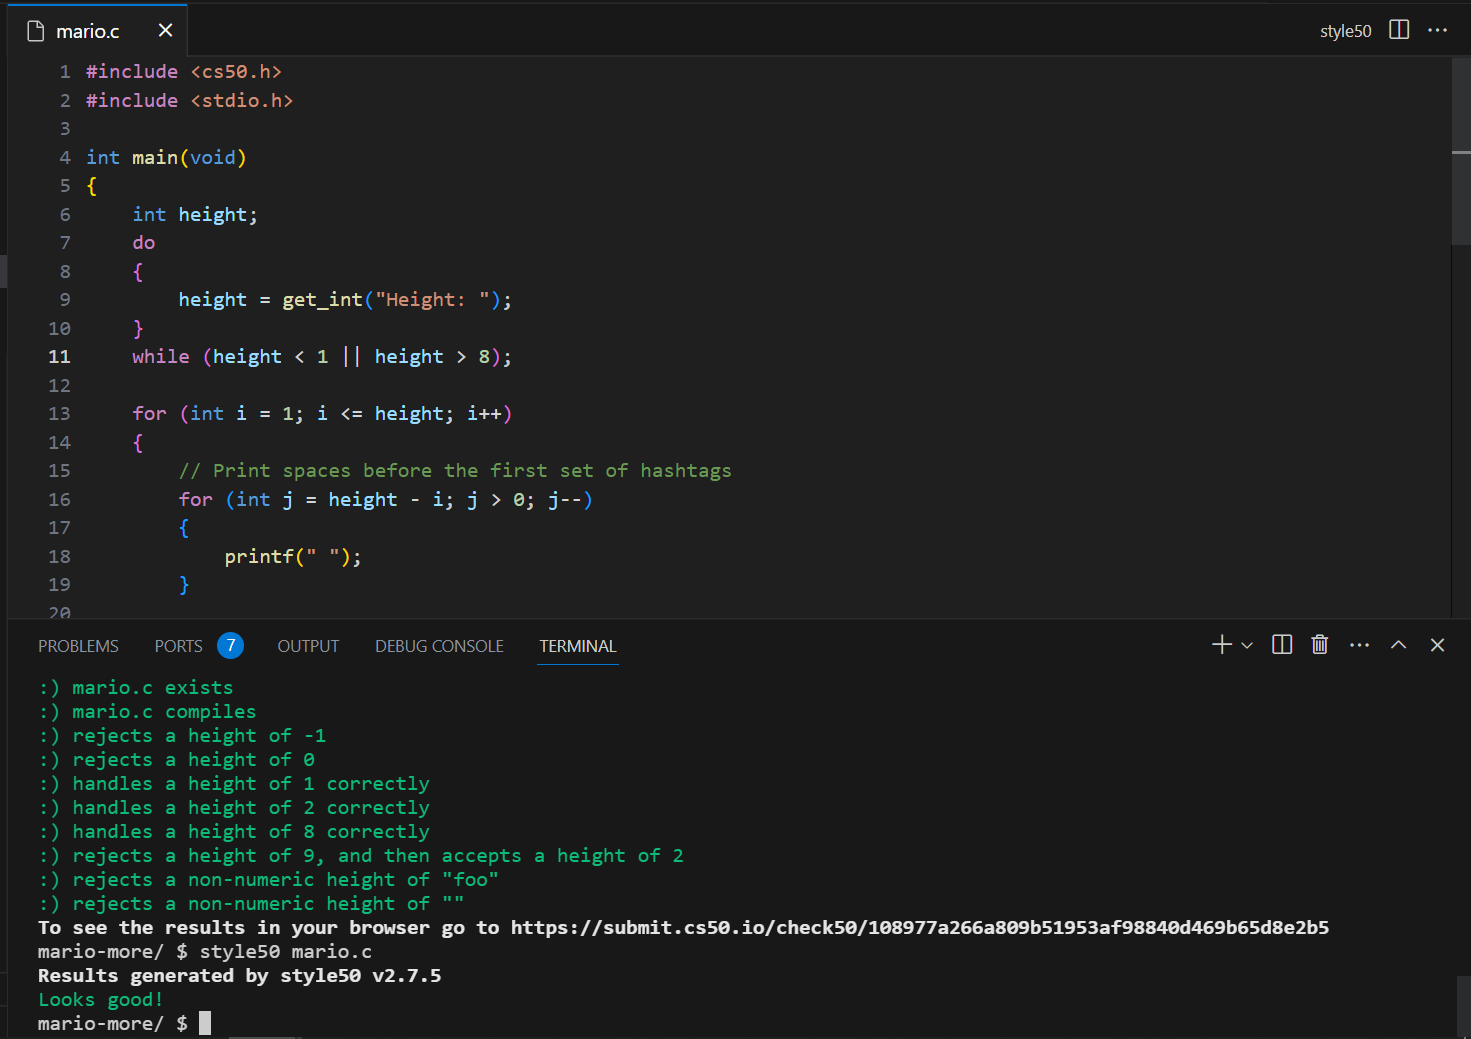 mario.c
style50
1 #include <cs50.h>
2 #include <stdio.h>
3
4 int main(void)
5 {
6     int height;
7     do
8     {
9         height = get_int("Height: ");
10     }
11     while (height < 1 || height > 8);
12
13     for (int i = 1; i <= height; i++)
14     {
15         // Print spaces before the first set of hashtags
16         for (int j = height - i; j > 0; j--)
17         {
18             printf(" ");
19         }
20
PROBLEMS PORTS 7 OUTPUT DEBUG CONSOLE TERMINAL
:) mario.c exists
:) mario.c compiles
:) rejects a height of -1
:) rejects a height of 0
:) handles a height of 1 correctly
:) handles a height of 2 correctly
:) handles a height of 8 correctly
:) rejects a height of 9, and then accepts a height of 2
:) rejects a non-numeric height of "foo"
:) rejects a non-numeric height of ""
To see the results in your browser go to https://submit.cs50.io/check50/108977a266a809b51953af98840d469b65d8e2b5
mario-more/ $ style50 mario.c
Results generated by style50 v2.7.5
Looks good!
mario-more/ $